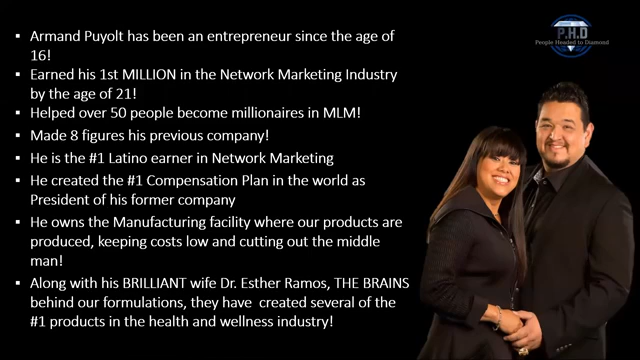 P.H.D
People Headed to Diamond
▪ Armand Puyolt has been an entrepreneur since the age of
16!
▪ Earned his 1st MILLION in the Network Marketing Industry
by the age of 21!
▪ Helped over 50 people become millionaires in MLM!
▪ Made 8 figures his previous company!
▪ He is the #1 Latino earner in Network Marketing
▪ He created the #1 Compensation Plan in the world as
President of his former company
▪ He owns the Manufacturing facility where our products are
produced, keeping costs low and cutting out the middle
man!
▪ Along with his BRILLIANT wife Dr. Esther Ramos, THE BRAINS
behind our formulations, they have  created several of the
#1 products in the health and wellness industry!